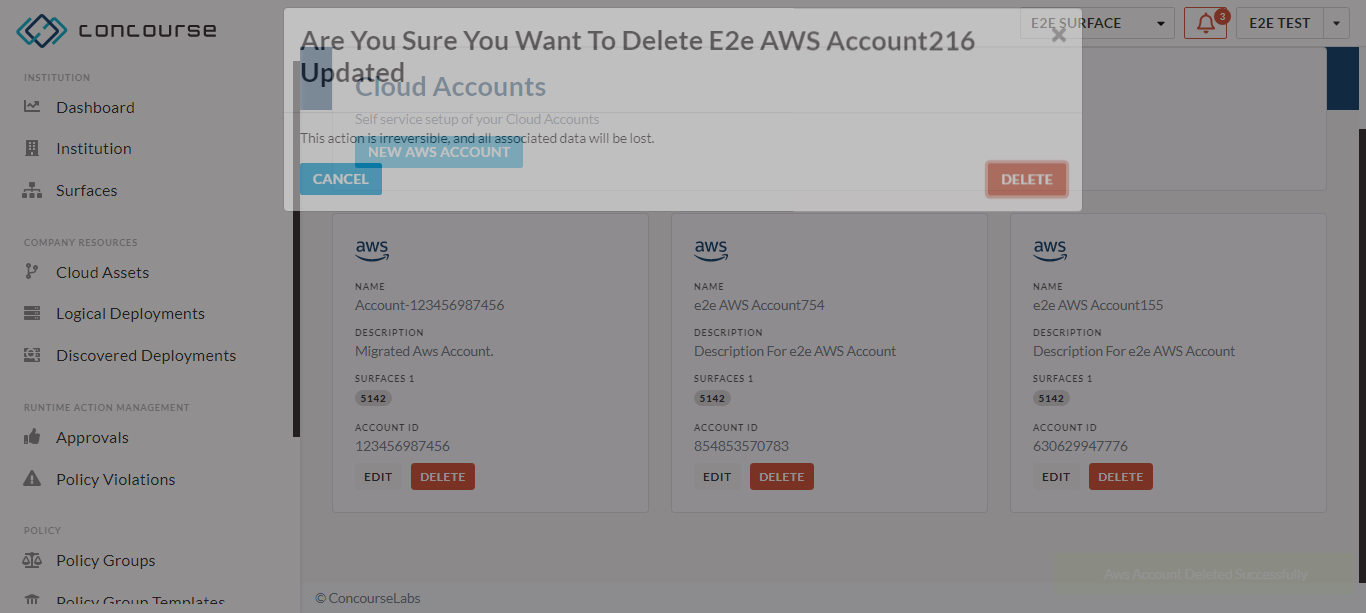 CONCOURSE
E2E SURFACE
3
E2E TEST
Are You Sure You Want To Delete E2e AWS Account216
Updated
×
Cloud Accounts
Self service setup of your Cloud Accounts
This action is irreversible, and all associated data will be lost.
NEW AWS ACCOUNT
CANCEL
DELETE
INSTITUTION
Dashboard
Institution
Surfaces
COMPANY RESOURCES
Cloud Assets
Logical Deployments
Discovered Deployments
RUNTIME ACTION MANAGEMENT
Approvals
Policy Violations
POLICY
Policy Groups
Policy Group Templates
aws
NAME
Account-123456987456
DESCRIPTION
Migrated Aws Account.
SURFACES 1
5142
ACCOUNT ID
123456987456
EDIT
DELETE
aws
NAME
e2e AWS Account754
DESCRIPTION
Description For e2e AWS Account
SURFACES 1
5142
ACCOUNT ID
854853570783
EDIT
DELETE
aws
NAME
e2e AWS Account155
DESCRIPTION
Description For e2e AWS Account
SURFACES 1
5142
ACCOUNT ID
630629947776
EDIT
DELETE
Aws Account Deleted Successfully
© ConcourseLabs